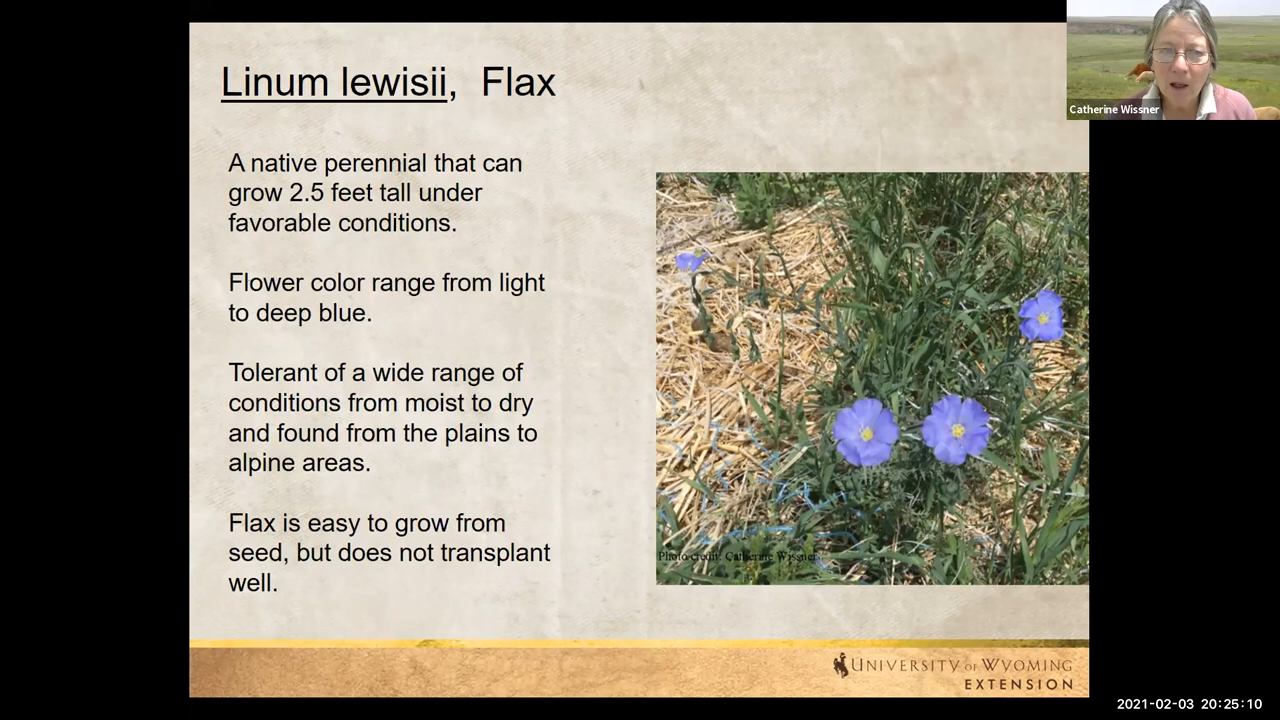 Linum lewisii, Flax
A native perennial that can
grow 2.5 feet tall under
favorable conditions.
Flower color range from light
to deep blue.
Tolerant of a wide range of
conditions from moist to dry
and found from the plains to
alpine areas.
Flax is easy to grow from
seed, but does not transplant
well.
Photo credit: Catherine Wissner
UNIVERSITY OF WYOMING
EXTENSION
Catherine Wissner
2021-02-03 20:25:10